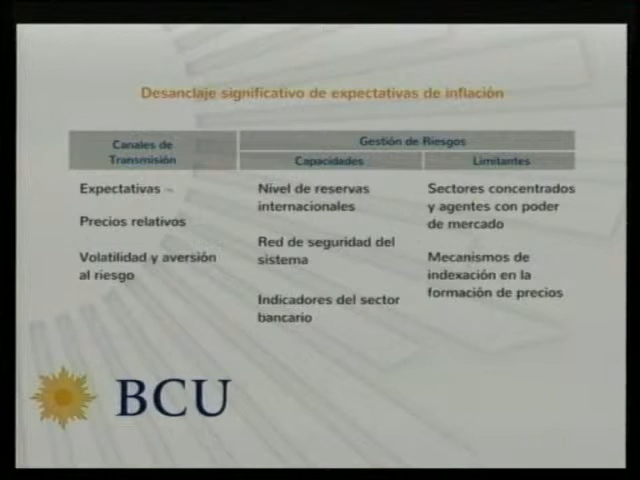 Desanclaje significativo de expectativas de inflación
Canales de
Transmisión
Gestión de Riesgos
Capacidades
Limitantes
Expectativas
Precios relativos
Volatilidad y aversión
al riesgo
Nivel de reservas
internacionales
Red de seguridad del
sistema
Indicadores del sector
bancario
Sectores concentrados
y agentes con poder
de mercado
Mecanismos de
indexación en la
formación de precios
BCU